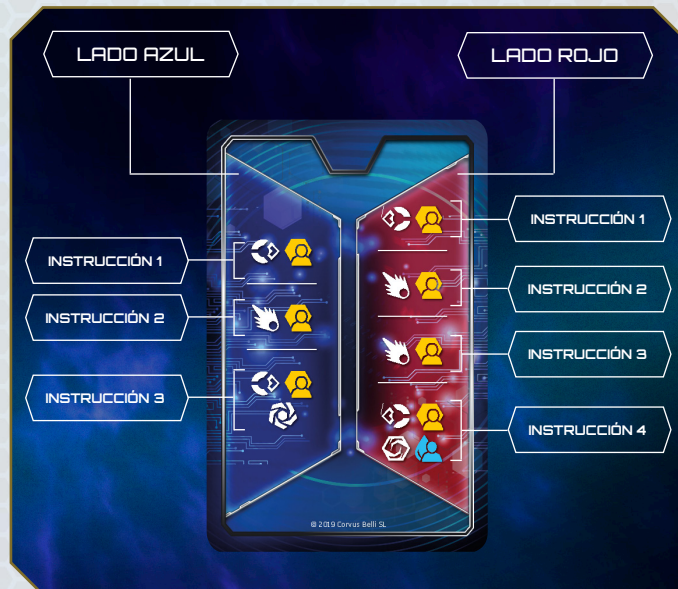 LADO AZUL
LADO ROJO
INSTRUCCIÓN 1
INSTRUCCIÓN 2
INSTRUCCIÓN 3
INSTRUCCIÓN 1
INSTRUCCIÓN 2
INSTRUCCIÓN 3
INSTRUCCIÓN 4
© 2019 Corvus Belli SL